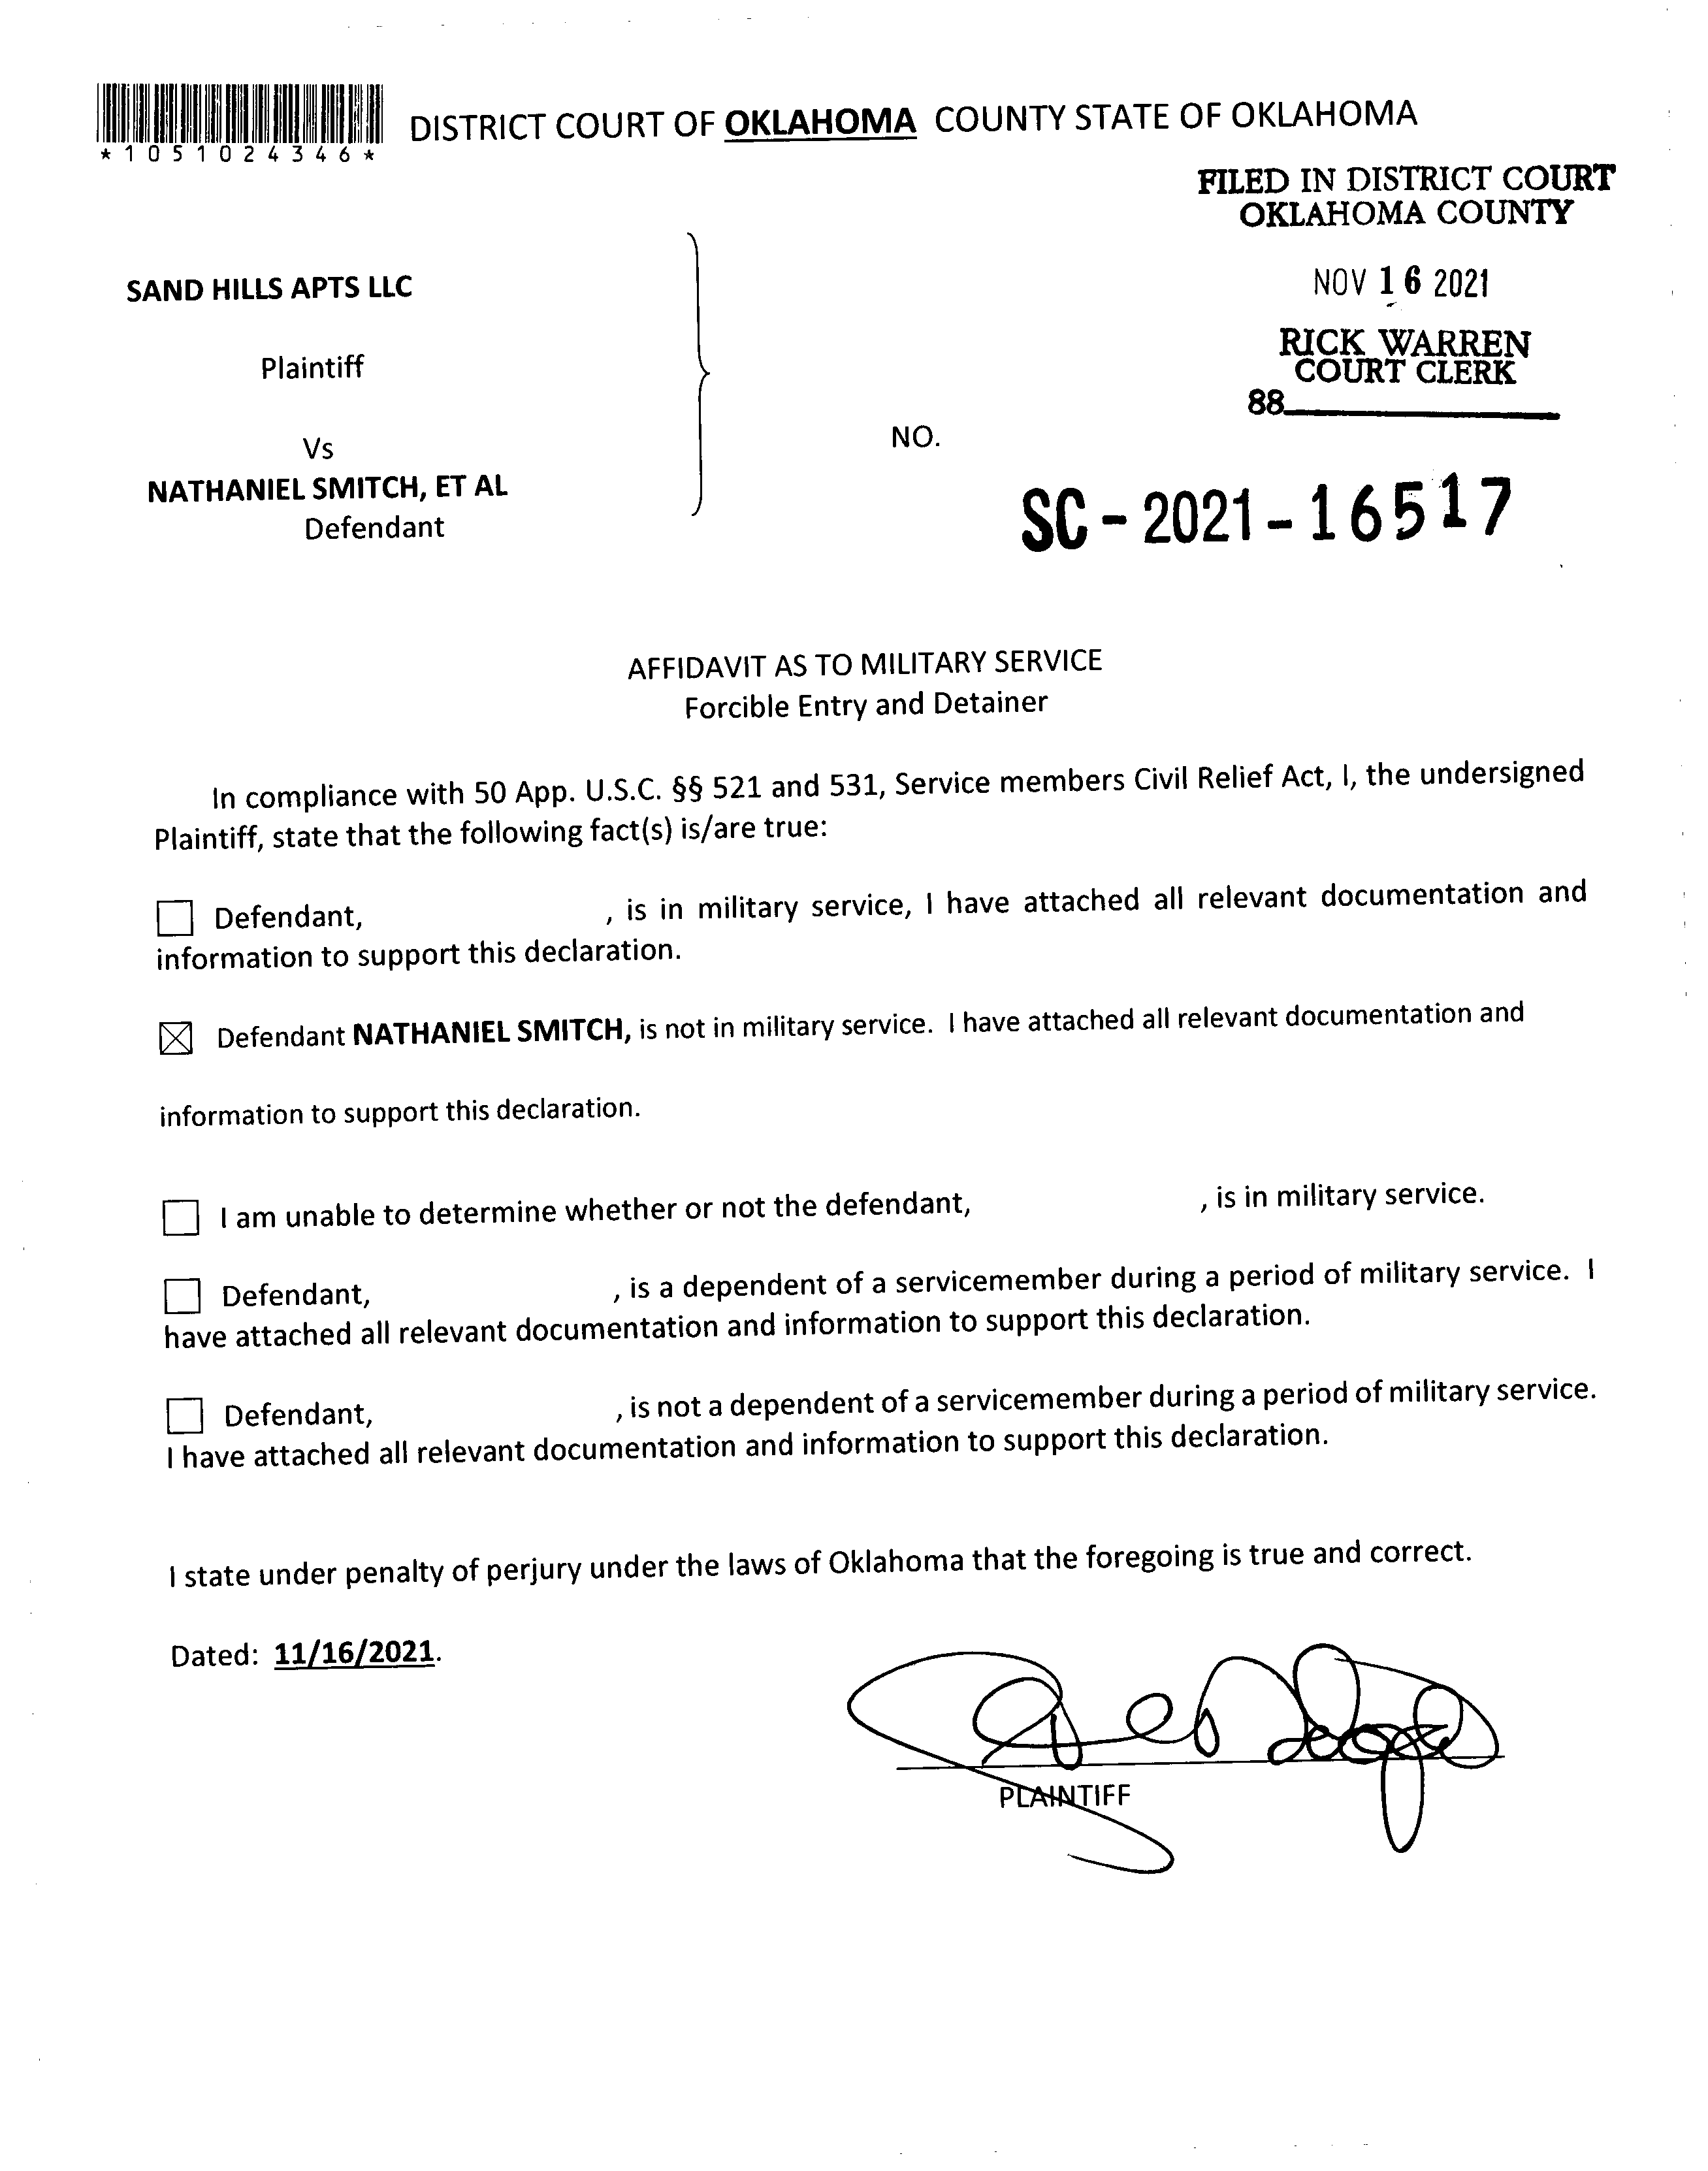 DISTRICT COURT OF OKLAHOMA COUNTY STATE OF OKLAHOMA
*1051024346*
FILED IN DISTRICT COURT
OKLAHOMA COUNTY
SAND HILLS APTS LLC
NOV 16 2021
RICK WARREN
COURT CLERK
Plaintiff
88
NO.
Vs
NATHANIEL SMITCH, ET AL
Defendant
SC-2021-16517
AFFIDAVIT AS TO MILITARY SERVICE
Forcible Entry and Detainer
In compliance with 50 App. U.S.C. §§ 521 and 531, Service members Civil Relief Act, I, the undersigned
Plaintiff, state that the following fact(s) is/are true:
Defendant, , is in military service, I have attached all relevant documentation and
information to support this declaration.
Defendant NATHANIEL SMITCH, is not in military service. I have attached all relevant documentation and
information to support this declaration.
I am unable to determine whether or not the defendant, , is in military service.
Defendant, , is a dependent of a servicemember during a period of military service. I
have attached all relevant documentation and information to support this declaration.
Defendant, , is not a dependent of a servicemember during a period of military service.
I have attached all relevant documentation and information to support this declaration.
I state under penalty of perjury under the laws of Oklahoma that the foregoing is true and correct.
Dated: 11/16/2021.
PLAINTIFF